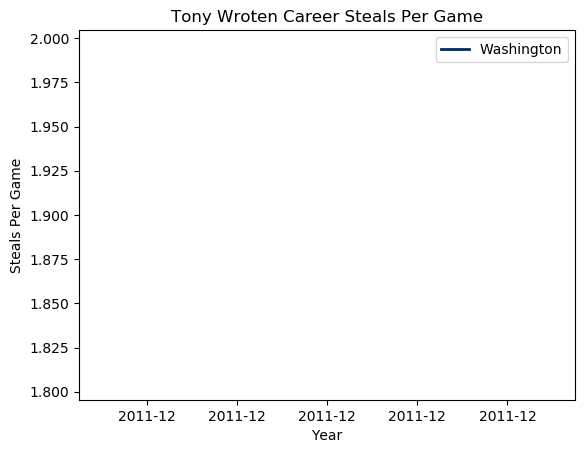 Tony Wroten Career Steals Per Game
Washington
Steals Per Game
2.000
1.975
1.950
1.925
1.900
1.875
1.850
1.825
1.800
2011-12 2011-12 2011-12 2011-12 2011-12
Year